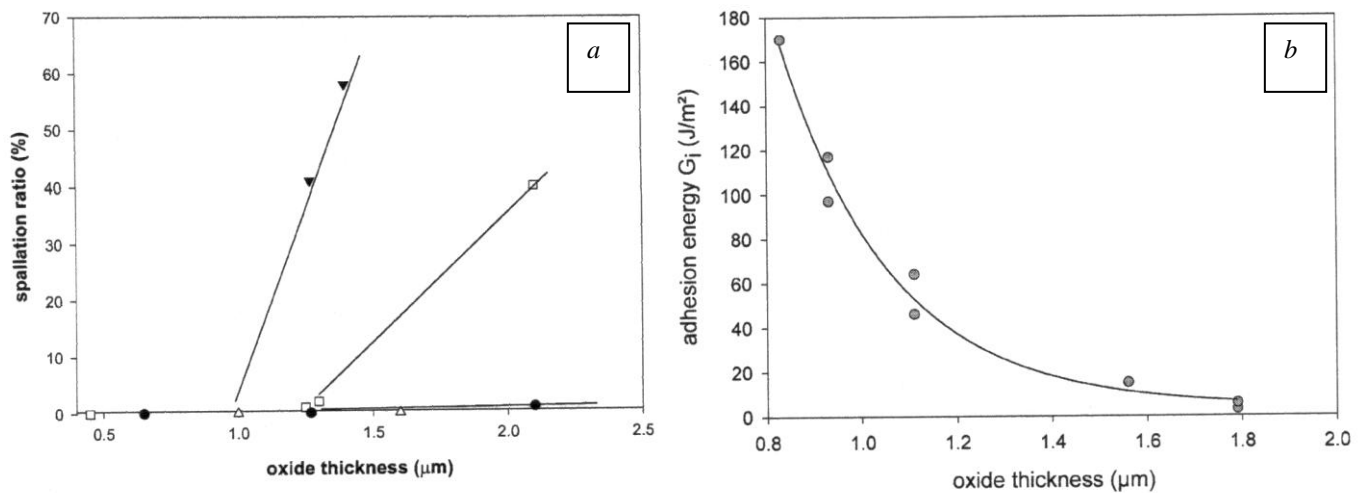 70
60
50
40
30
20
10
0
spallation ratio (%)
0.5 1.0 1.5 2.0 2.5
oxide thickness (μm)
a
180
160
140
120
100
80
60
40
20
0
adhesion energy Gi (J/m²)
0.8 1.0 1.2 1.4 1.6 1.8 2.0
oxide thickness (µm)
b